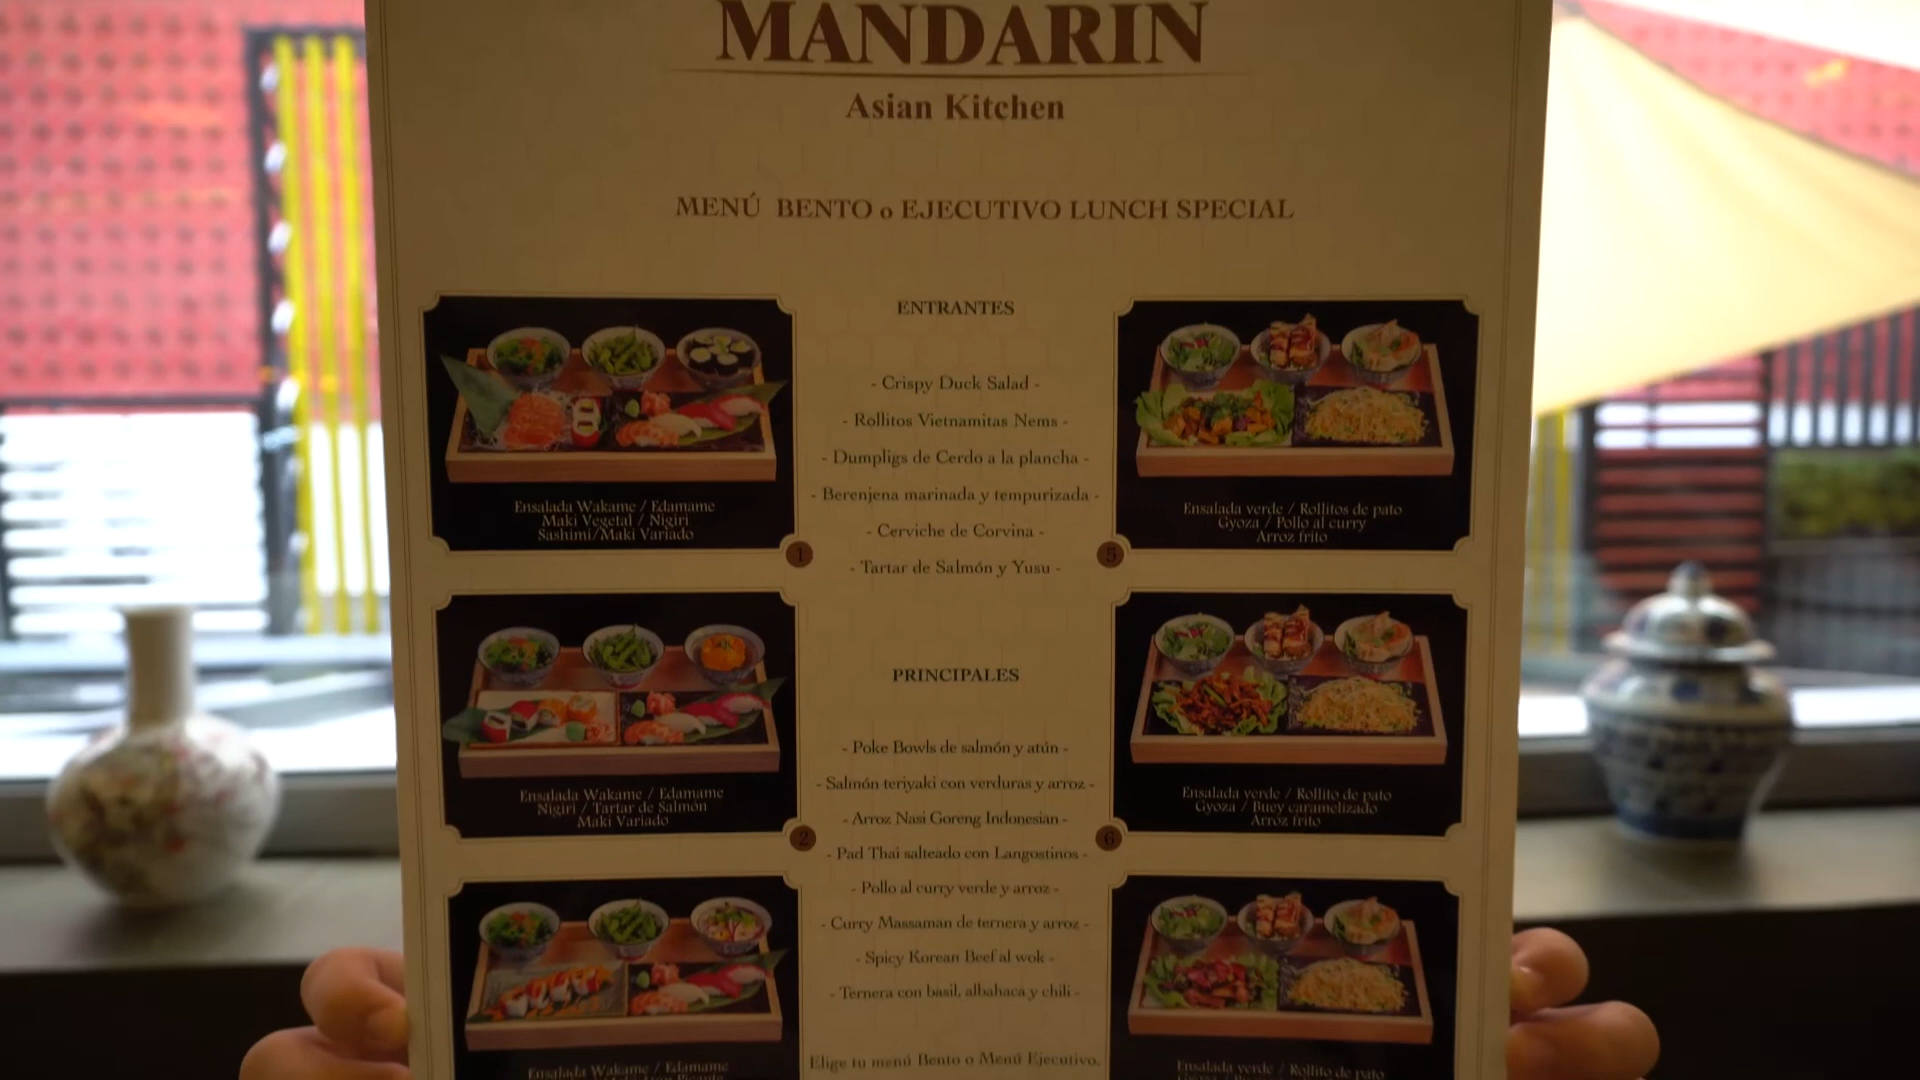 MANDARIN
Asian Kitchen
MENÚ BENTO o EJECUTIVO LUNCH SPECIAL
Ensalada Wakame / Edamame
Maki Vegetal / Nigiri
Sashimi/Maki Variado
1
Ensalada Wakame / Edamame
Nigiri / Tartar de Salmón
Maki Variado
2
Ensalada Wakame / Edamame
ENTRANTES
- Crispy Duck Salad -
- Rollitos Vietnamitas Nems -
- Dumpligs de Cerdo a la plancha -
- Berenjena marinada y tempurizada -
- Cerviche de Corvina -
- Tartar de Salmón y Yusu -
PRINCIPALES
- Poke Bowls de salmón y atún -
- Salmón teriyaki con verduras y arroz -
- Arroz Nasi Goreng Indonesian -
- Pad Thai salteado con Langostinos -
- Pollo al curry verde y arroz -
- Curry Massaman de ternera y arroz -
- Spicy Korean Beef al wok -
- Ternera con basil, albahaca y chili -
Elige tu menú Bento o Menú Ejecutivo.
Ensalada verde / Rollitos de pato
Gyoza / Pollo al curry
Arroz frito
5
Ensalada verde / Rollito de pato
Gyoza / Buey caramelizado
Arroz frito
6
Ensalada verde / Rollito de pato